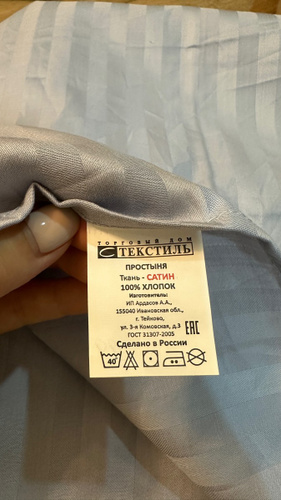 ТОРГОВЫЙ ДОМ
ТЕКСТИЛЬ
ПРОСТЫНЯ
Ткань - САТИН
100% ХЛОПОК
Изготовитель:
ИП Ардасов А.А.,
155040 Ивановская обл.,
г. Тейково,
ул. 3-я Комовская, д.3
ГОСТ 31307-2005
EAC
Сделано в России
40